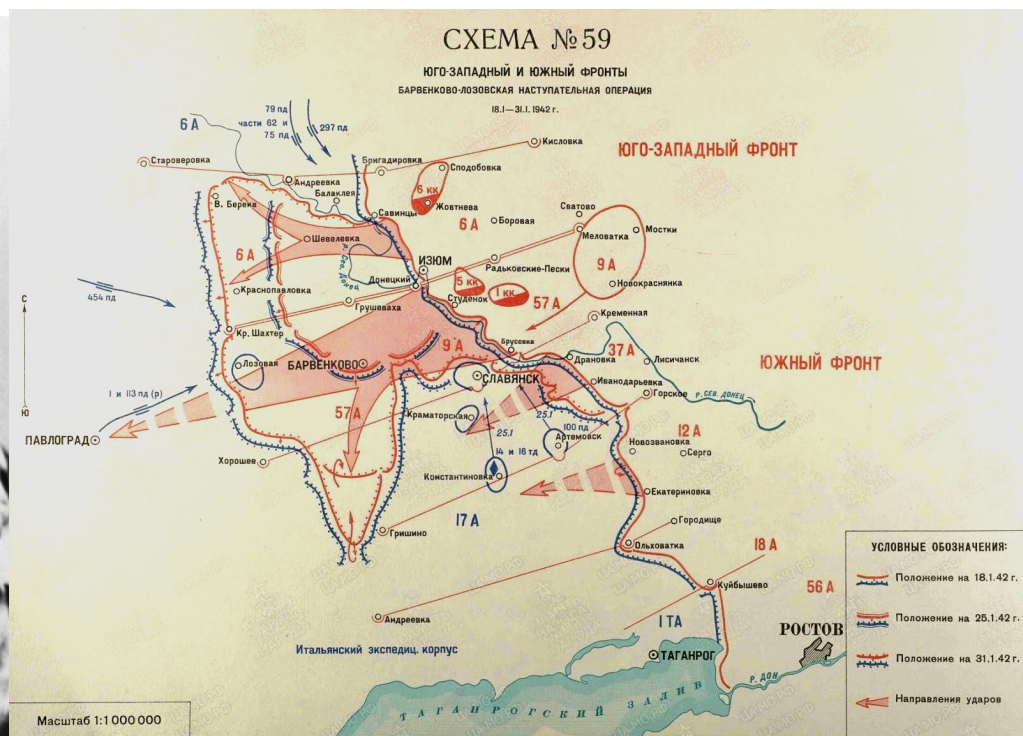 СХЕМА №59
ЮГО-ЗАПАДНЫЙ И ЮЖНЫЙ ФРОНТЫ
БАРВЕНКОВО-ЛОЗОВСКАЯ НАСТУПАТЕЛЬНАЯ ОПЕРАЦИЯ
18.1—31.1.1942 г.
79 пд
части 62 и
75 пд
297 пд
6 А
Кисловка
ЮГО-ЗАПАДНЫЙ ФРОНТ
Староверовка
Бригадировка
Сподобовка
Андреевка
Балаклея
6 кк
Жовтнева
В. Берека
Савинцы
6 А
Боровая
Сватово
Меловатка
Мостки
Шевелевка
р. Сев. Донец
6 А
ИЗЮМ
Радьковские-Пески
9 А
Донецкий
5 кк
1 кк
Новокраснянка
454 пд
Краснопавловка
Студенок
57 А
Грушеваха
Кременная
С
Кр. Шахтер
9 А
Брусовка
37 А
Драновка
Лисичанск
ЮЖНЫЙ ФРОНТ
Лозовая
БАРВЕНКОВО
СЛАВЯНСК
Иванодарьевка
Горское
Р. СЕВ. ДОНЕЦ
1 и 113 пд (р)
57 А
Краматорская
25.1
25.1
100 пд
Артемовск
12 А
Ю
ПАВЛОГРАД
Новозвановка
Серго
14 и 16 тд
Хорошев
Константиновка
Екатериновка
17 А
Гришино
Городище
Ольховатка
18 А
УСЛОВНЫЕ ОБОЗНАЧЕНИЯ:
Положение на 18.1.42 г.
Куйбышево
56 А
Андреевка
1 ТА
Положение на 25.1.42 г.
РОСТОВ
Итальянский экспедиц. корпус
ТАГАНРОГ
Положение на 31.1.42 г.
Р. ДОН
ТАГАНРОГСКИЙ ЗАЛИВ
Направления ударов
Масштаб 1:1 000 000